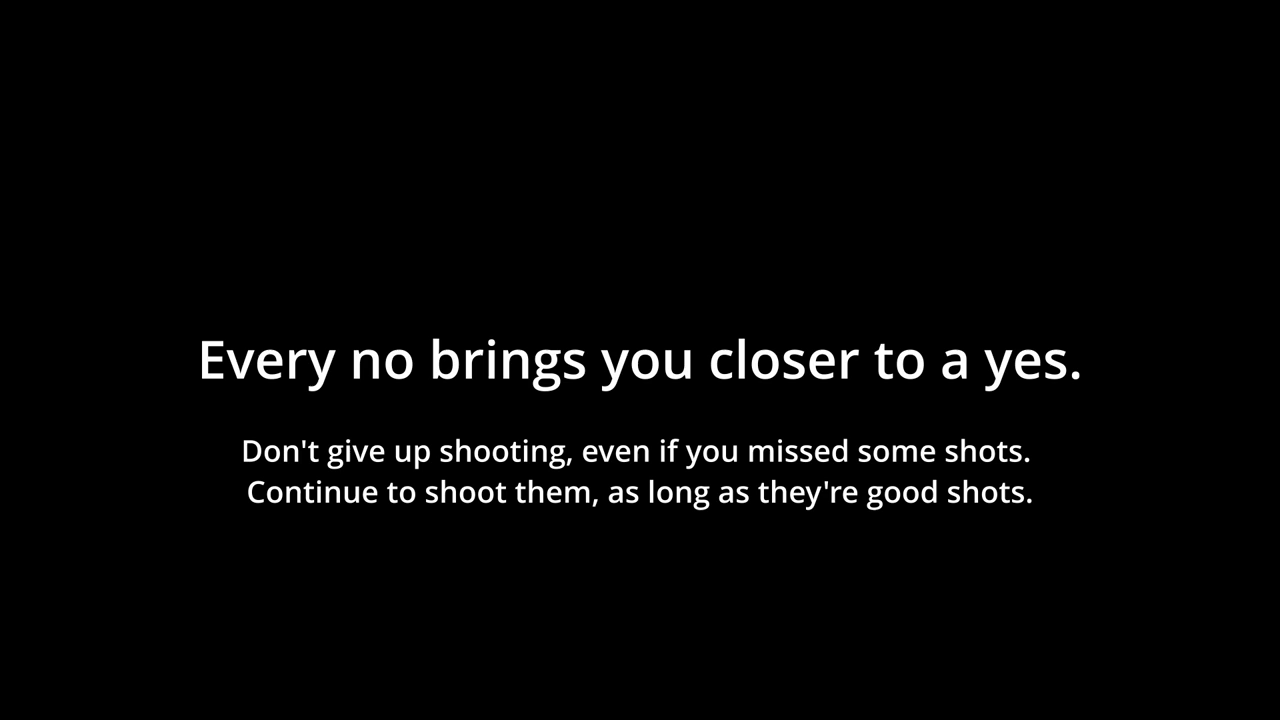 Every no brings you closer to a yes.
Don't give up shooting, even if you missed some shots.
Continue to shoot them, as long as they're good shots.